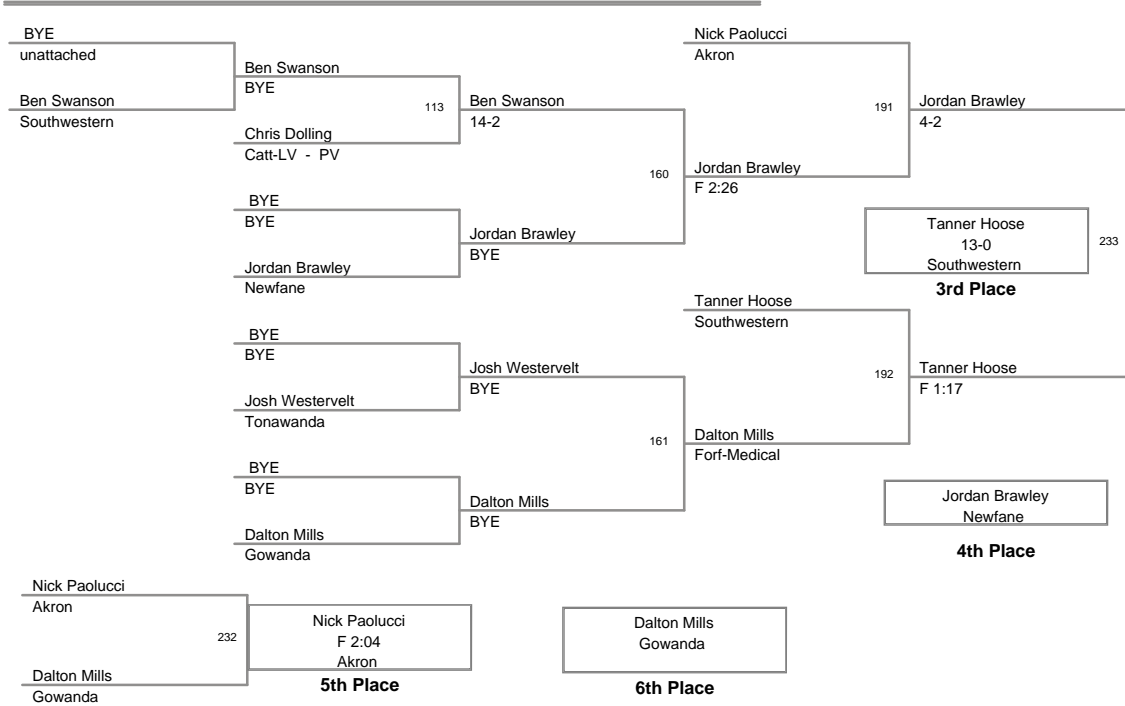 BYE
unattached
Ben Swanson
Southwestern
Ben Swanson
BYE
113
Chris Dolling
Catt-LV - PV
BYE
BYE
Jordan Brawley
Newfane
BYE
BYE
Josh Westervelt
Tonawanda
BYE
BYE
Dalton Mills
Gowanda
Ben Swanson
14-2
160
Jordan Brawley
BYE
Josh Westervelt
BYE
161
Dalton Mills
BYE
Nick Paolucci
Akron
191
Jordan Brawley
F 2:26
Tanner Hoose
Southwestern
192
Dalton Mills
Forf-Medical
Jordan Brawley
4-2
Tanner Hoose
13-0
Southwestern
233
3rd Place
Tanner Hoose
F 1:17
Jordan Brawley
Newfane
4th Place
Nick Paolucci
Akron
232
Dalton Mills
Gowanda
Nick Paolucci
F 2:04
Akron
5th Place
Dalton Mills
Gowanda
6th Place